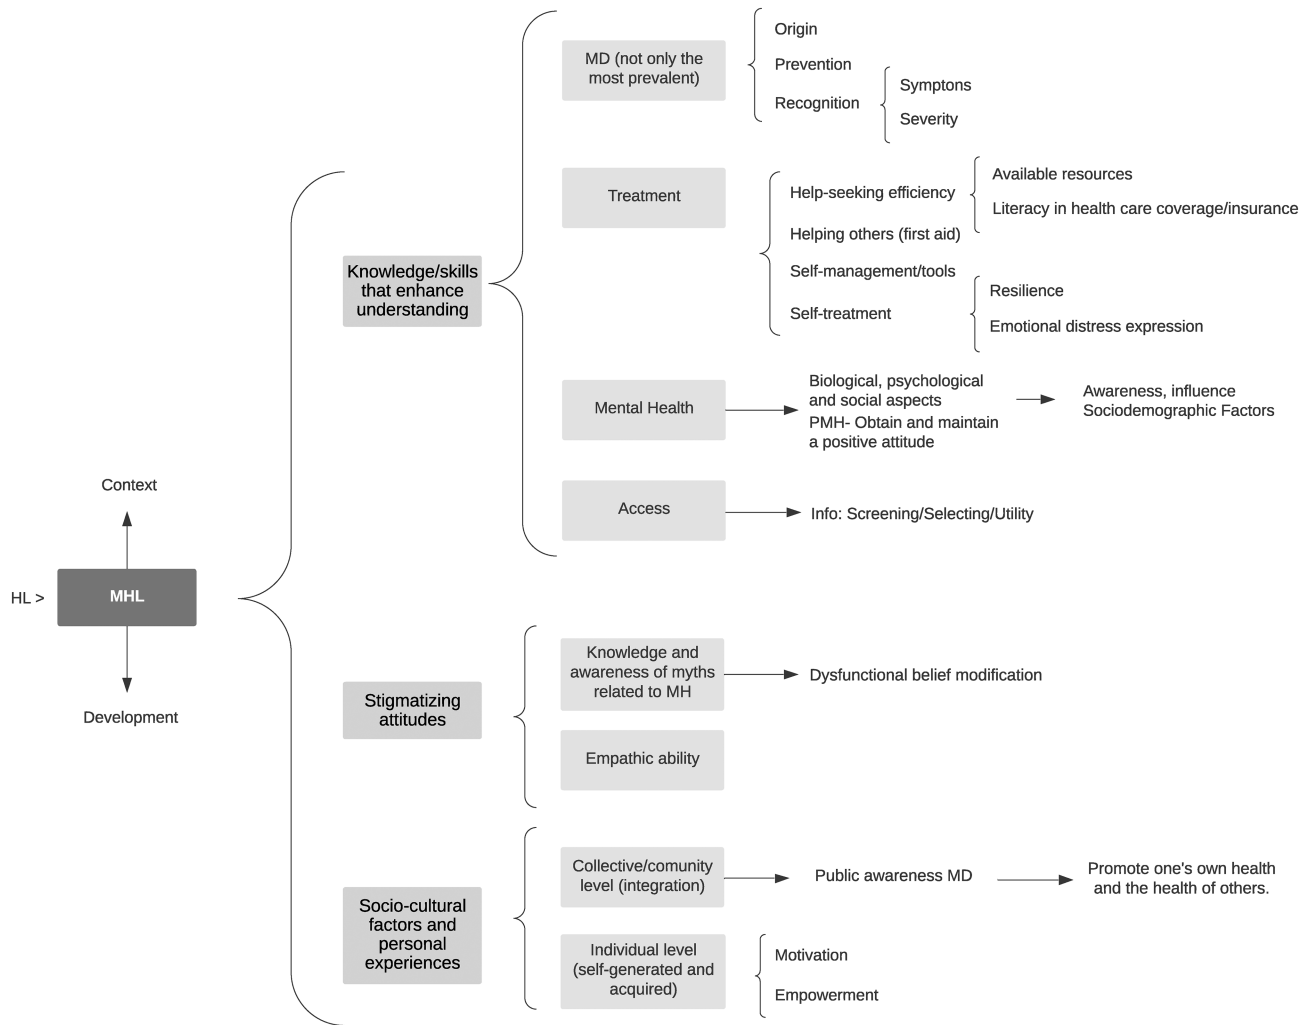 Origin
MD (not only the
most prevalent)
Prevention
Recognition
Symptons
Severity
Treatment
Help-seeking efficiency
Available resources
Literacy in health care coverage/insurance
Helping others (first aid)
Self-management/tools
Self-treatment
Resilience
Emotional distress expression
Knowledge/skills
that enhance
understanding
Mental Health
Biological, psychological
and social aspects
PMH- Obtain and maintain
a positive attitude
Awareness, influence
Sociodemographic Factors
Access
Info: Screening/Selecting/Utility
Context
HL >
MHL
Development
Stigmatizing
attitudes
Knowledge and
awareness of myths
related to MH
Dysfunctional belief modification
Empathic ability
Socio-cultural
factors and
personal
experiences
Collective/comunity
level (integration)
Public awareness MD
Promote one's own health
and the health of others.
Individual level
(self-generated and
acquired)
Motivation
Empowerment